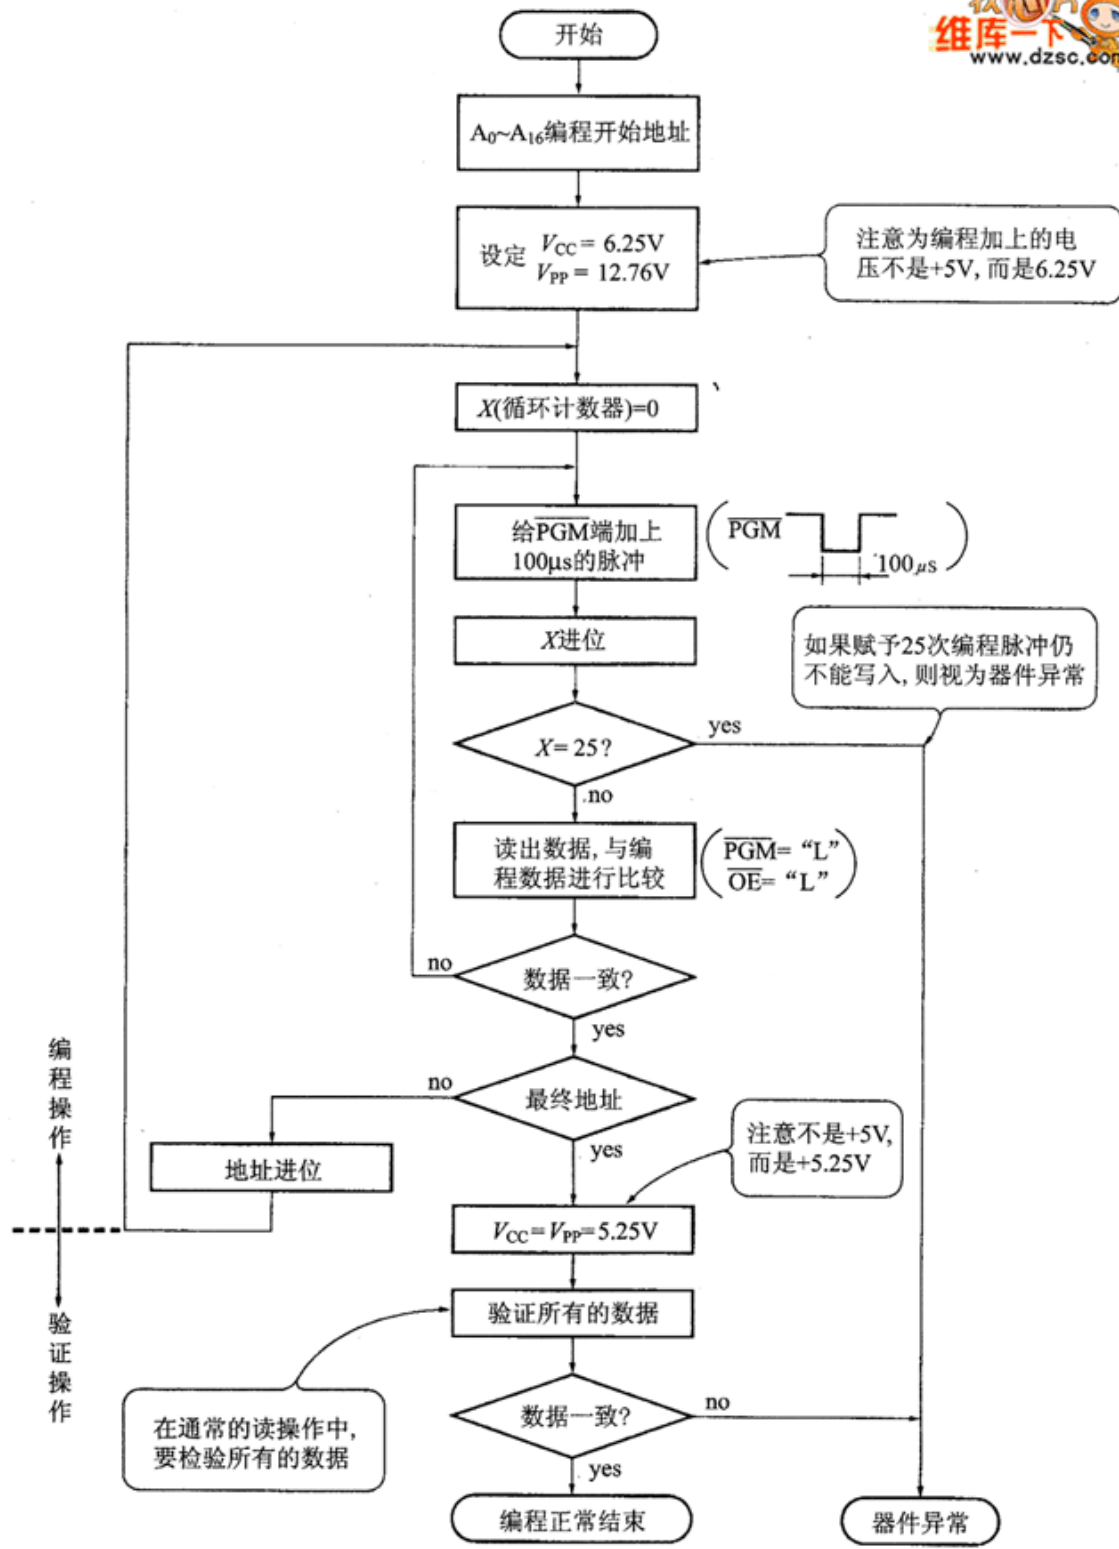 开始
维库一下
www.dzsc.com
A₀~A₁₆编程开始地址
设定 V_CC = 6.25V
V_PP = 12.76V
注意为编程加上的电
压不是+5V, 而是6.25V
X(循环计数器)=0
给P̅G̅M̅端加上
100μs的脉冲
P̅G̅M̅
100μs
X进位
如果赋予25次编程脉冲仍
不能写入, 则视为器件异常
X = 25?
yes
no
读出数据, 与编
程数据进行比较
P̅G̅M̅= “L”
O̅E̅= “L”
数据一致?
no
yes
最终地址
no
yes
地址进位
编程操作
验证操作
注意不是+5V,
而是+5.25V
V_CC=V_PP=5.25V
验证所有的数据
在通常的读操作中,
要检验所有的数据
数据一致?
no
yes
编程正常结束
器件异常